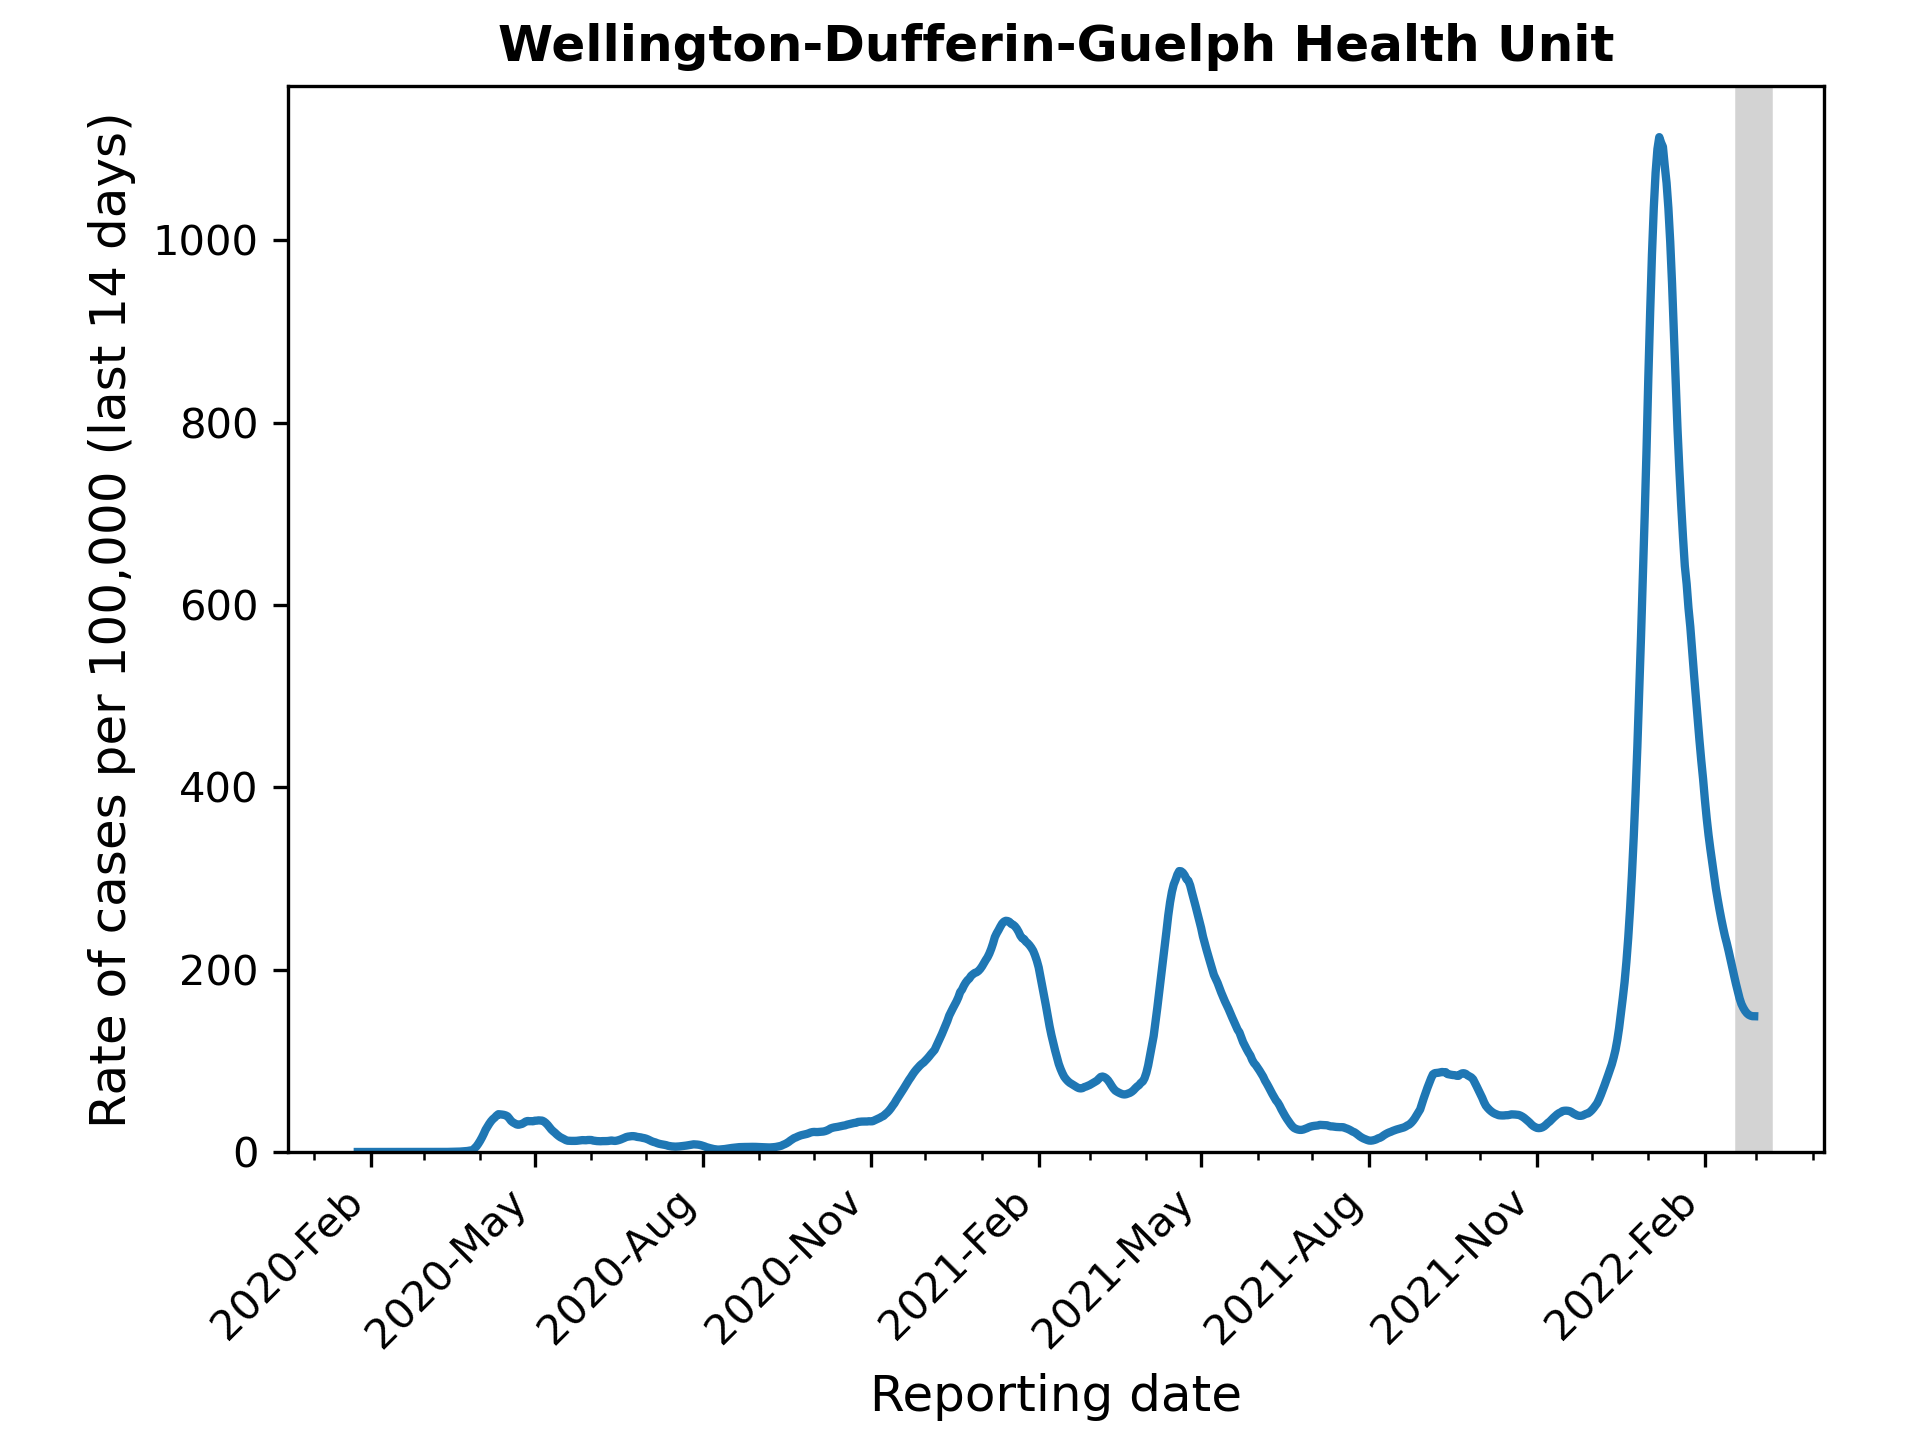 Wellington-Dufferin-Guelph Health Unit
Rate of cases per 100,000 (last 14 days)
1000
800
600
400
200
0
2020-Feb
2020-May
2020-Aug
2020-Nov
2021-Feb
2021-May
2021-Aug
2021-Nov
2022-Feb
Reporting date